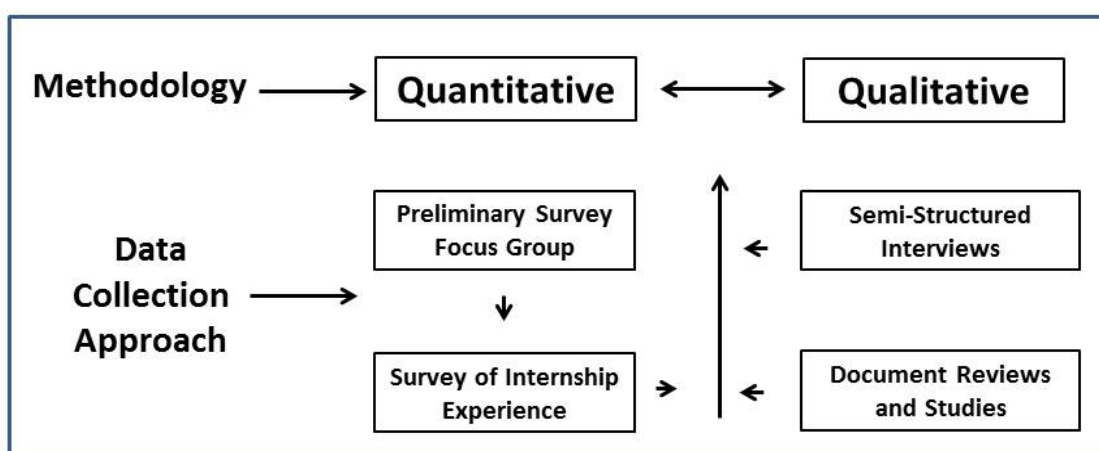 Methodology
Quantitative
Qualitative
Preliminary Survey
Focus Group
Semi-Structured
Interviews
Data
Collection
Approach
Survey of Internship
Experience
Document Reviews
and Studies